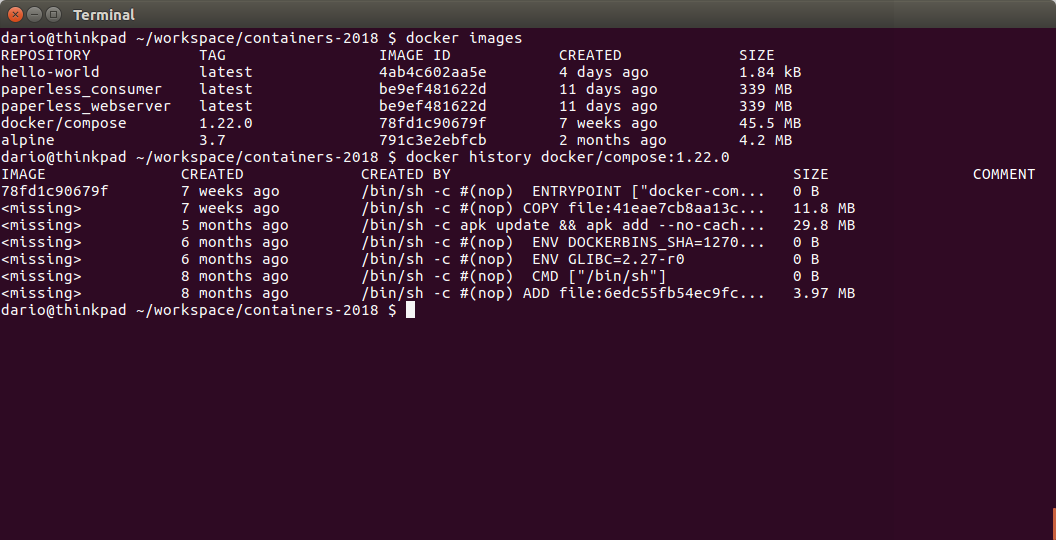 Terminal
dario@thinkpad ~/workspace/containers-2018 $ docker images
REPOSITORY            TAG                 IMAGE ID            CREATED             SIZE
hello-world           latest              4ab4c602aa5e        4 days ago          1.84 kB
paperless_consumer    latest              be9ef481622d        11 days ago         339 MB
paperless_webserver   latest              be9ef481622d        11 days ago         339 MB
docker/compose        1.22.0              78fd1c90679f        7 weeks ago         45.5 MB
alpine                3.7                 791c3e2ebfcb        2 months ago        4.2 MB
dario@thinkpad ~/workspace/containers-2018 $ docker history docker/compose:1.22.0
IMAGE               CREATED             CREATED BY                                      SIZE                COMMENT
78fd1c90679f        7 weeks ago         /bin/sh -c #(nop)  ENTRYPOINT ["docker-com...   0 B
<missing>           7 weeks ago         /bin/sh -c #(nop) COPY file:41eae7cb8aa13c...   11.8 MB
<missing>           5 months ago        /bin/sh -c apk update && apk add --no-cach...   29.8 MB
<missing>           6 months ago        /bin/sh -c #(nop)  ENV DOCKERBINS_SHA=1270...   0 B
<missing>           6 months ago        /bin/sh -c #(nop)  ENV GLIBC=2.27-r0            0 B
<missing>           8 months ago        /bin/sh -c #(nop)  CMD ["/bin/sh"]              0 B
<missing>           8 months ago        /bin/sh -c #(nop) ADD file:6edc55fb54ec9fc...   3.97 MB
dario@thinkpad ~/workspace/containers-2018 $